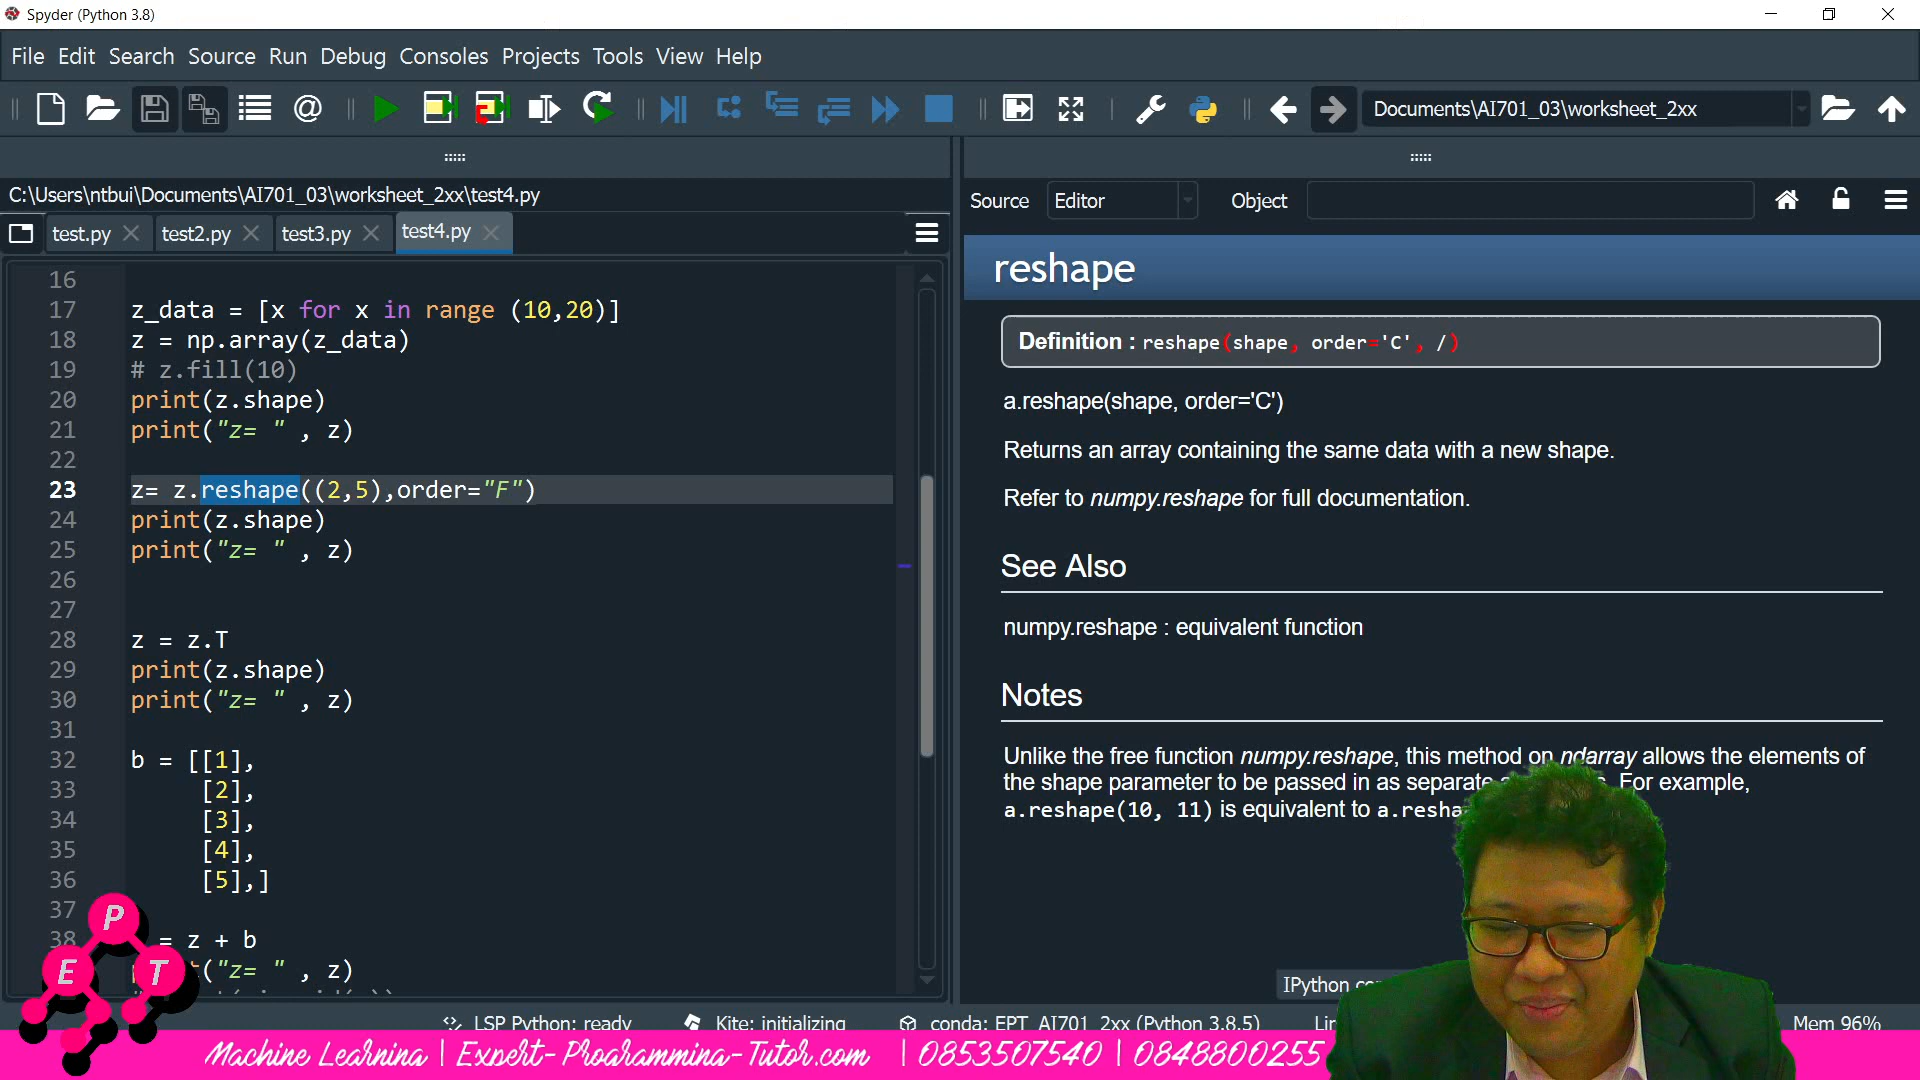 Spyder (Python 3.8)
File Edit Search Source Run Debug Consoles Projects Tools View Help
Documents\AI701_03\worksheet_2xx
C:\Users\ntbui\Documents\AI701_03\worksheet_2xx\test4.py
Source Editor Object
test.py test2.py test3.py test4.py
reshape
Definition : reshape(shape, order='C', /)
a.reshape(shape, order='C')
Returns an array containing the same data with a new shape.
Refer to numpy.reshape for full documentation.
See Also
numpy.reshape : equivalent function
Notes
Unlike the free function numpy.reshape, this method on ndarray allows the elements of
the shape parameter to be passed in as separate For example,
a.reshape(10, 11) is equivalent to
16
17 z_data = [x for x in range (10,20)]
18 z = np.array(z_data)
19 # z.fill(10)
20 print(z.shape)
21 print("z= " , z)
22
23 z= z.reshape((2,5),order="F")
24 print(z.shape)
25 print("z= " , z)
26
27
28 z = z.T
29 print(z.shape)
30 print("z= " , z)
31
32 b = [[1],
33 [2],
34 [3],
35 [4],
36 [5],]
37
38 = z + b
("z= " , z)
IPython
LSP Python: ready Kite: initializing conda: EPT_AI701_2xx (Python 3.8.5) Mem 96%
P
E T
Machine Learning | Expert-Programming-Tutor.com | 0853507540 | 0848800255